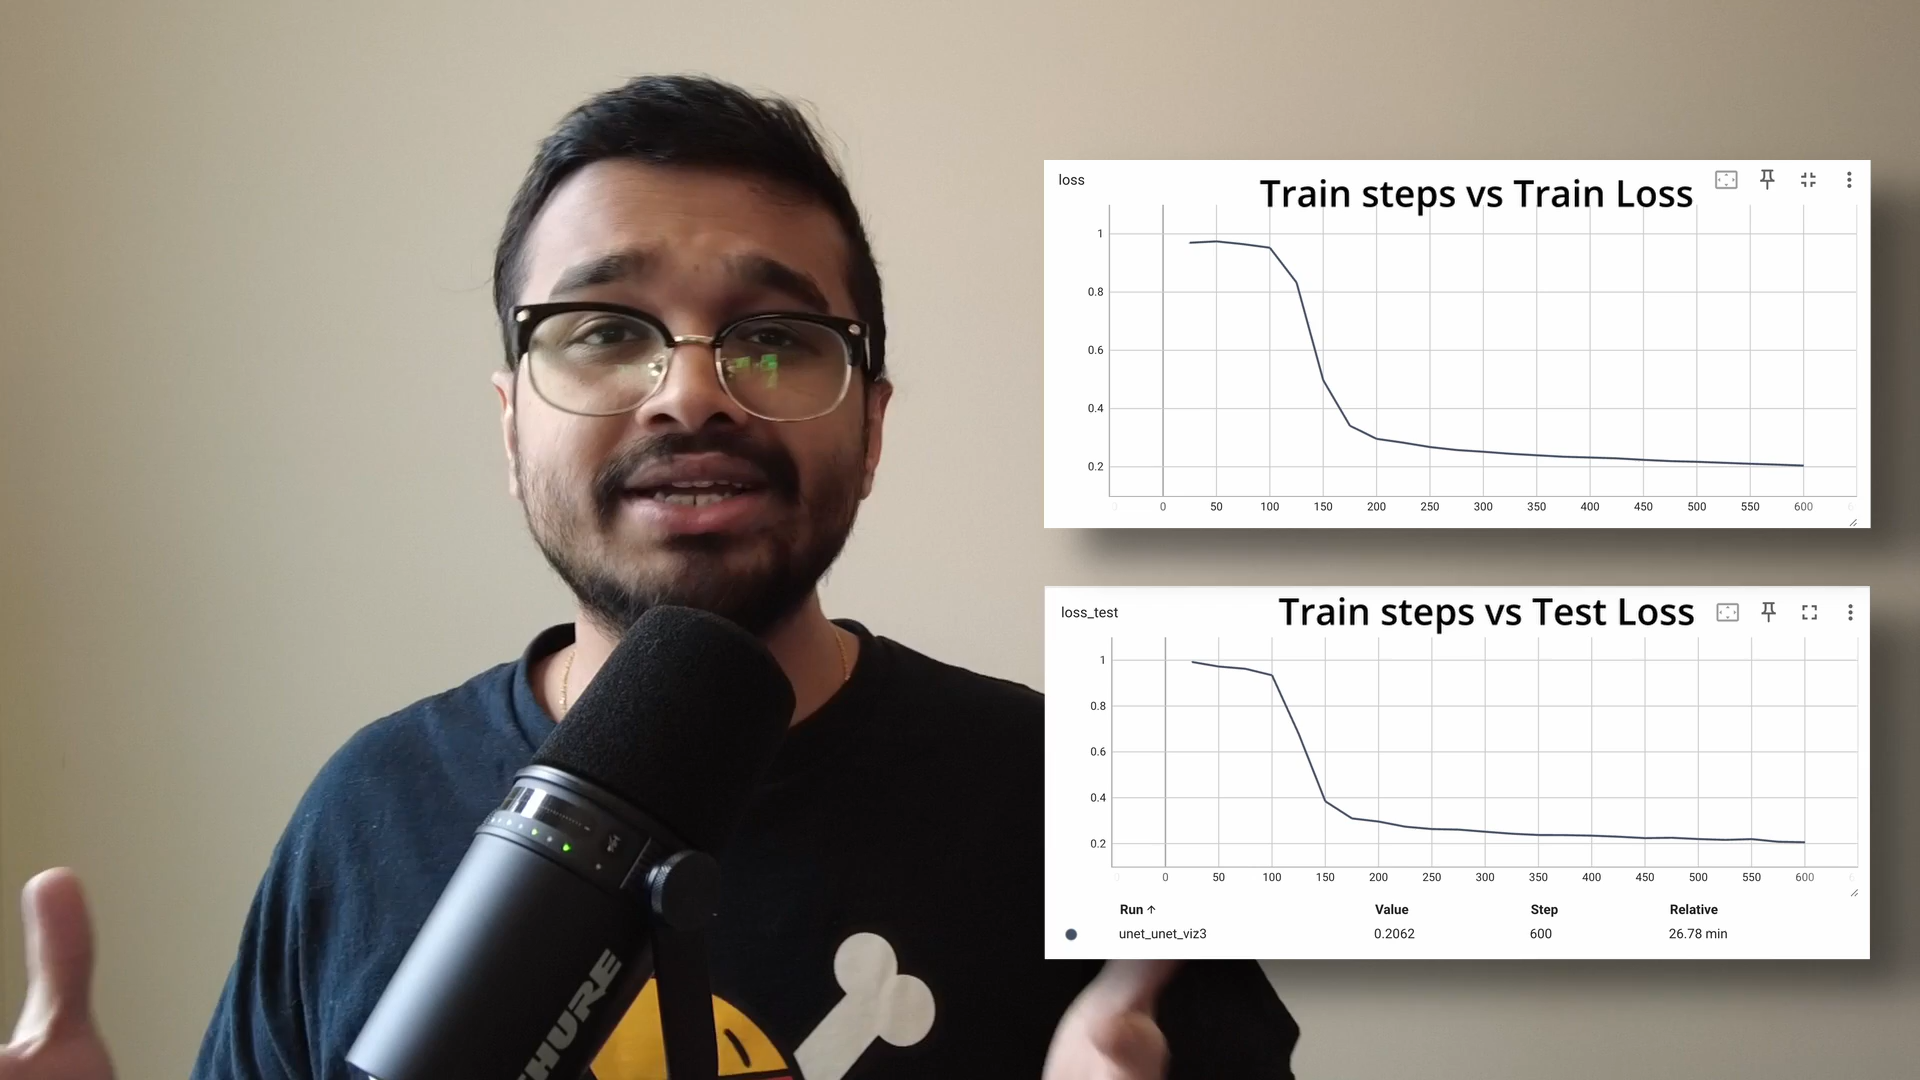 loss
Train steps vs Train Loss
1
0.8
0.6
0.4
0.2
0 50 100 150 200 250 300 350 400 450 500 550 600
loss_test
Train steps vs Test Loss
1
0.8
0.6
0.4
0.2
0 50 100 150 200 250 300 350 400 450 500 550 600
Run ↑ Value Step Relative
unet_unet_viz3 0.2062 600 26.78 min
SHURE